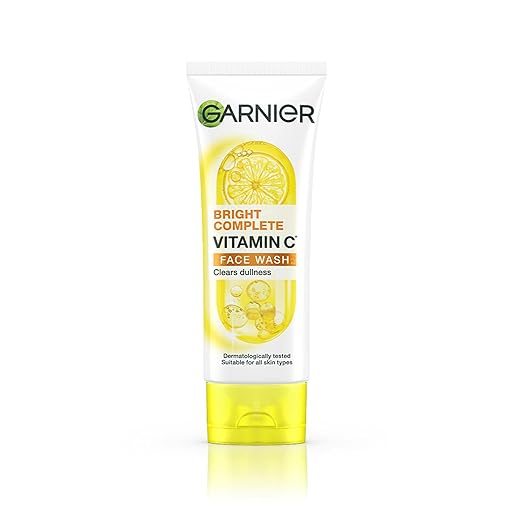 GARNIER
BRIGHT
COMPLETE
VITAMIN C*
FACE WASH
Clears dullness
Dermatologically tested
Suitable for all skin types